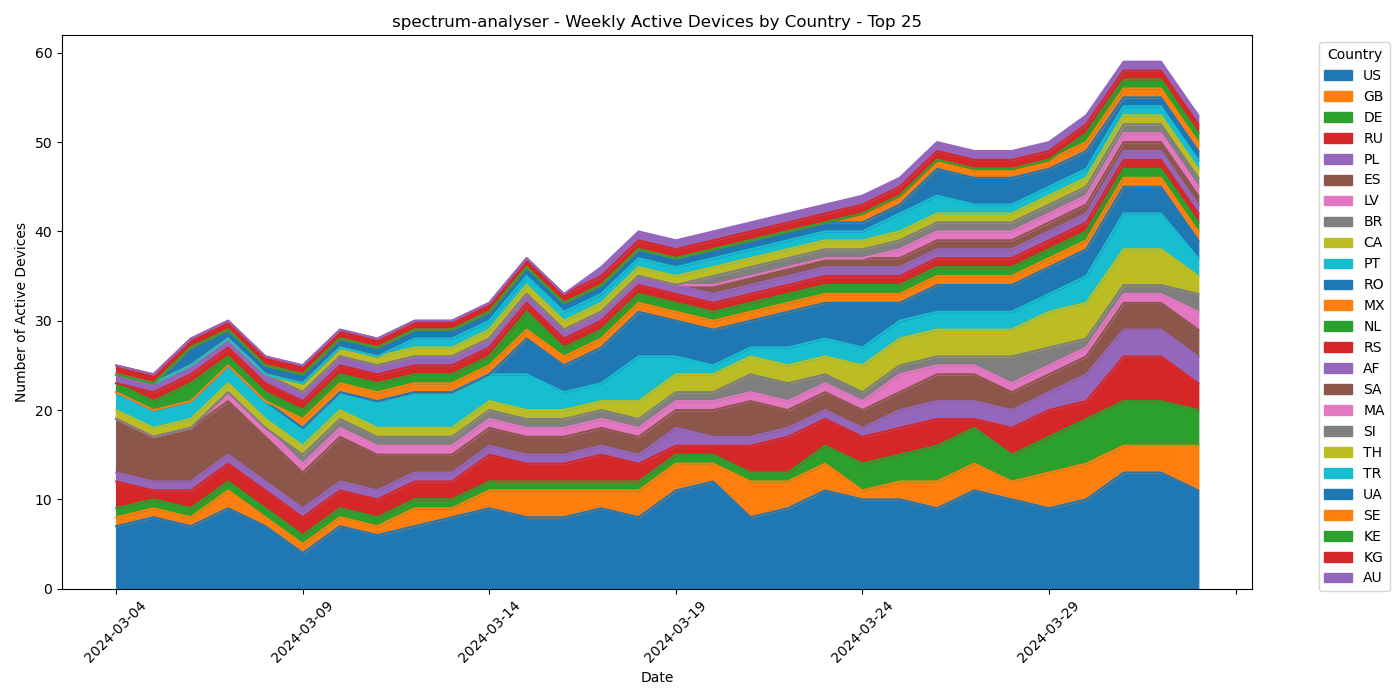 spectrum-analyser - Weekly Active Devices by Country - Top 25
Number of Active Devices
60
50
40
30
20
10
0
2024-03-04
2024-03-09
2024-03-14
2024-03-19
2024-03-24
2024-03-29
Date
Country
US
GB
DE
RU
PL
ES
LV
BR
CA
PT
RO
MX
NL
RS
AF
SA
MA
SI
TH
TR
UA
SE
KE
KG
AU